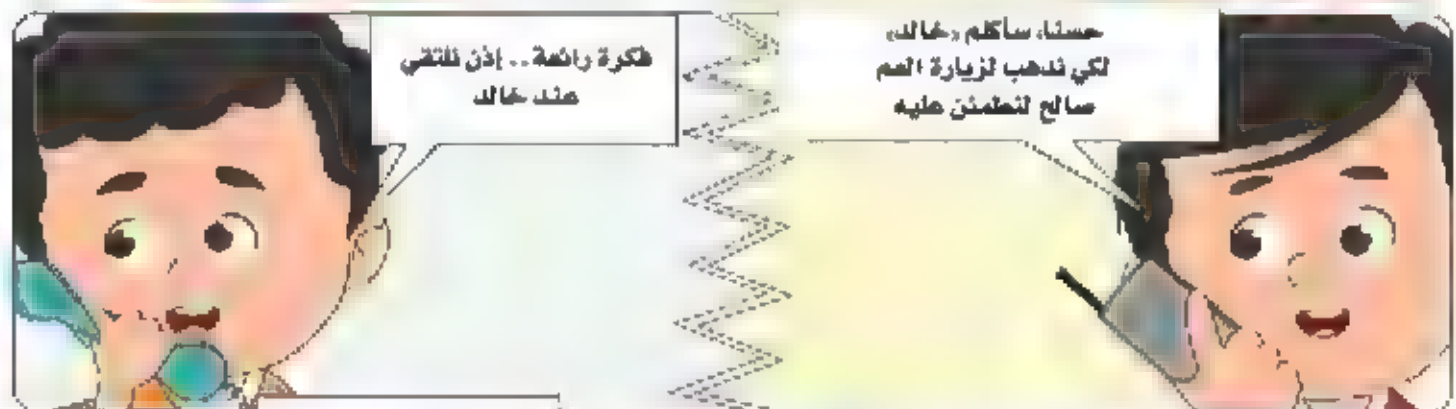 حسنا، سأكلم «خالد»
لكي نذهب لزيارة العم
صالح لنطمئن عليه
فكرة رائعة.. إذن نلتقي
عند خالد